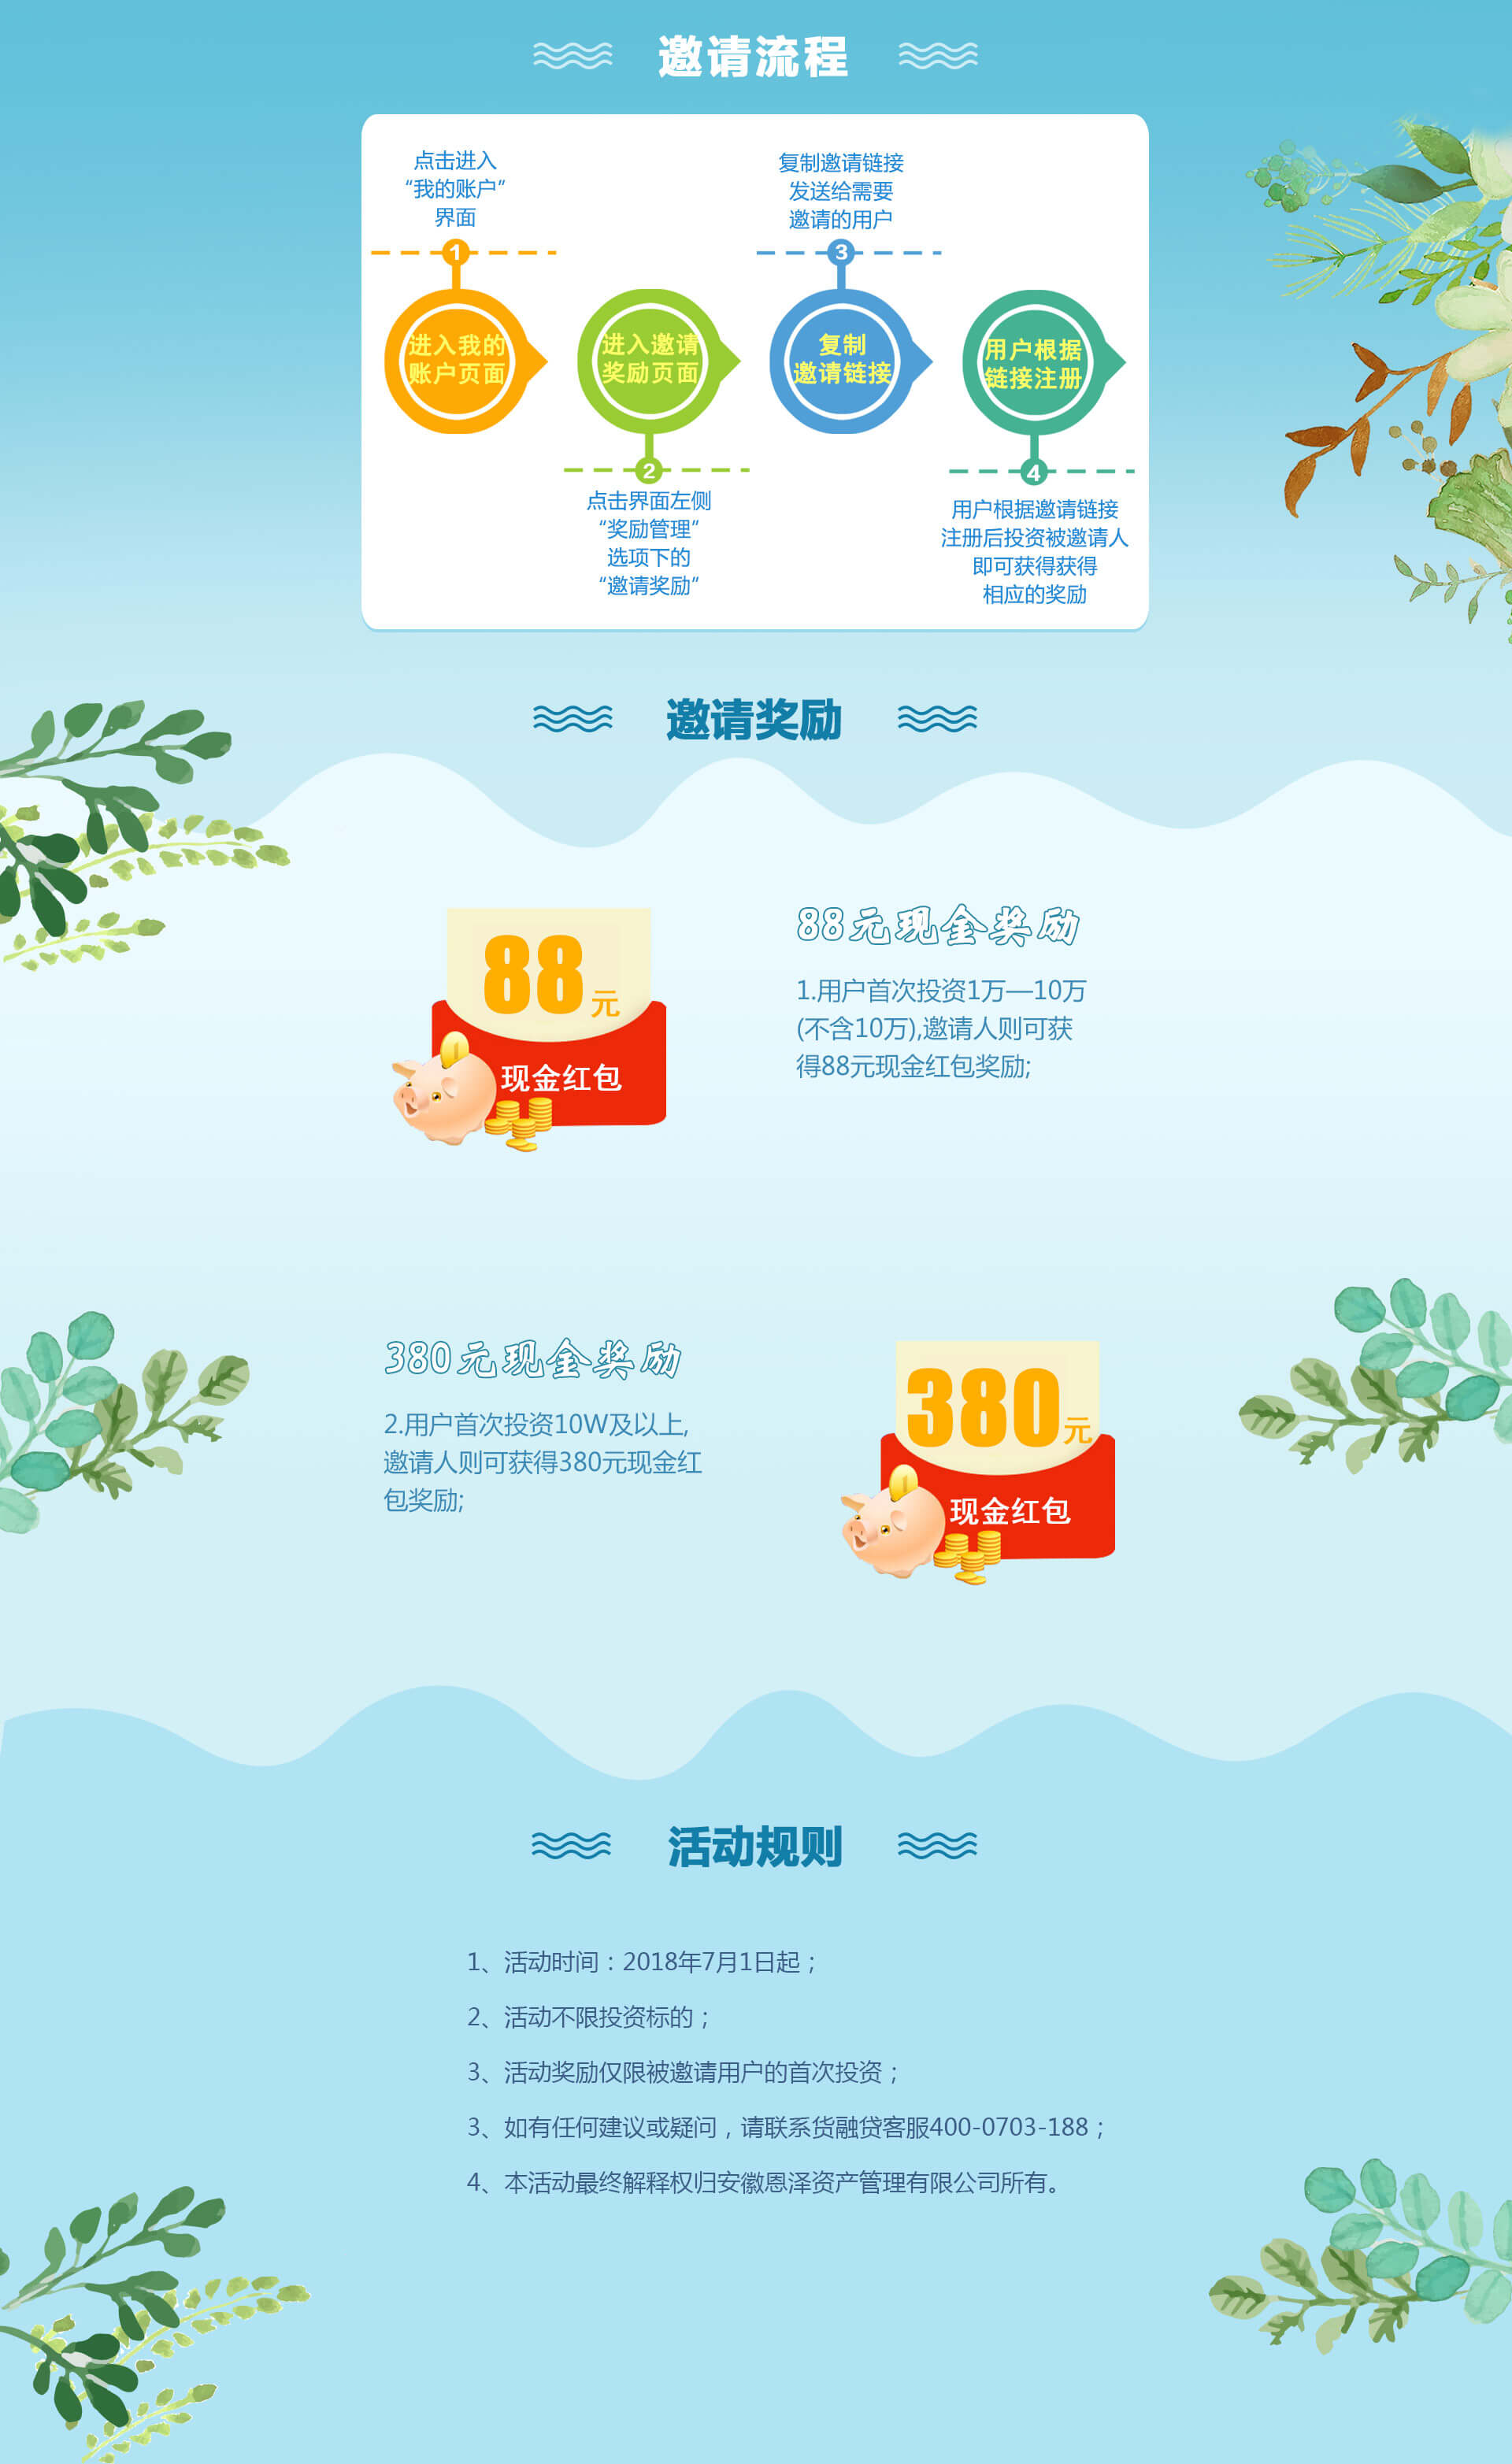 邀请流程
点击进入
“我的账户”
界面
1
进入我的
账户页面
进入邀请
奖励页面
2
点击界面左侧
“奖励管理”
选项下的
“邀请奖励”
复制邀请链接
发送给需要
邀请的用户
3
复制
邀请链接
用户根据
链接注册
4
用户根据邀请链接
注册后投资被邀请人
即可获得获得
相应的奖励
邀请奖励
88元
现金红包
88元现金奖励
1.用户首次投资1万—10万
(不含10万),邀请人则可获
得88元现金红包奖励;
380元现金奖励
2.用户首次投资10W及以上,
邀请人则可获得380元现金红
包奖励;
380元
现金红包
活动规则
1、活动时间：2018年7月1日起；
2、活动不限投资标的；
3、活动奖励仅限被邀请用户的首次投资；
3、如有任何建议或疑问，请联系货融贷客服400-0703-188；
4、本活动最终解释权归安徽恩泽资产管理有限公司所有。